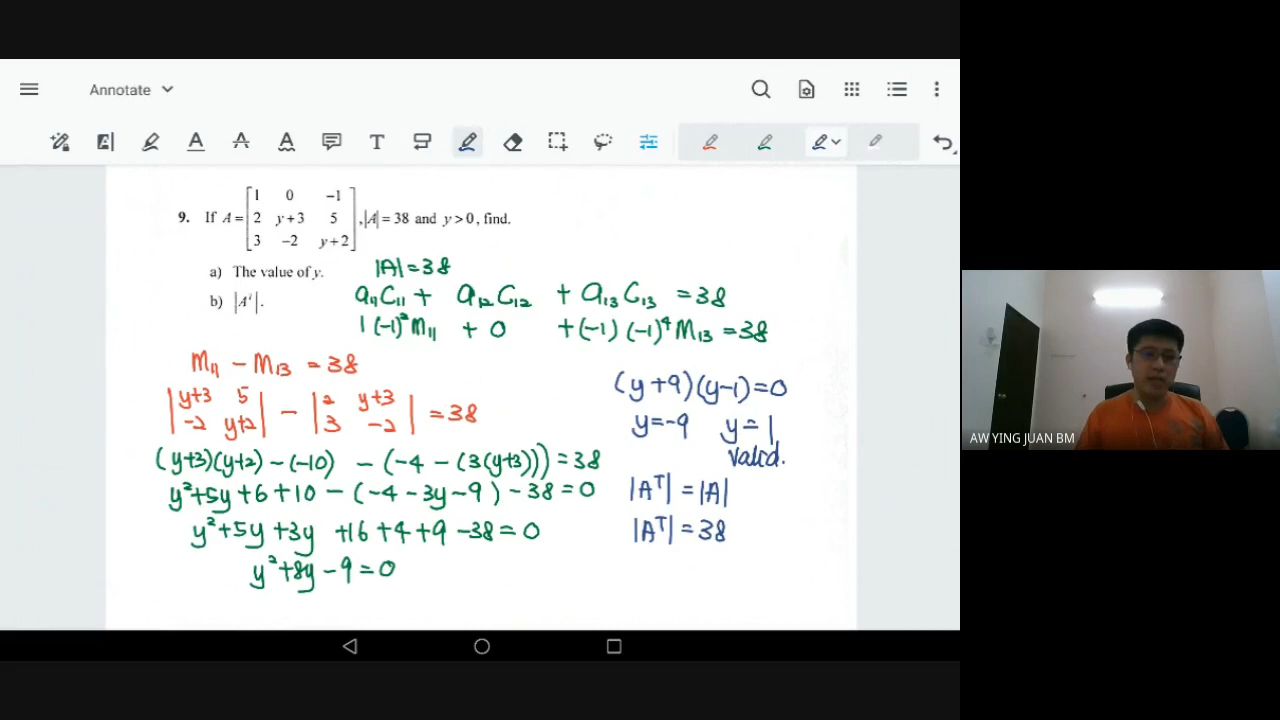 Annotate
9. If A = [1 0 -1; 2 y+3 5; 3 -2 y+2], |A| = 38 and y > 0, find.
a) The value of y.
b) |Aᵗ|.
|A| = 38
a₁₁C₁₁ + a₁₂C₁₂ + a₁₃C₁₃ = 38
1(-1)²M₁₁ + 0 + (-1)(-1)⁴M₁₃ = 38
M₁₁ - M₁₃ = 38
|y+3 5; -2 y+2| - |2 y+3; 3 -2| = 38
(y+3)(y+2) - (-10) - (-4 - (3(y+3))) = 38
y²+5y+6+10 - (-4-3y-9) - 38 = 0
y²+5y+3y +16+4+9-38 = 0
y²+8y-9 = 0
(y+9)(y-1) = 0
y=-9 y=1
valid.
|Aᵀ| = |A|
|Aᵀ| = 38
AW YING JUAN BM